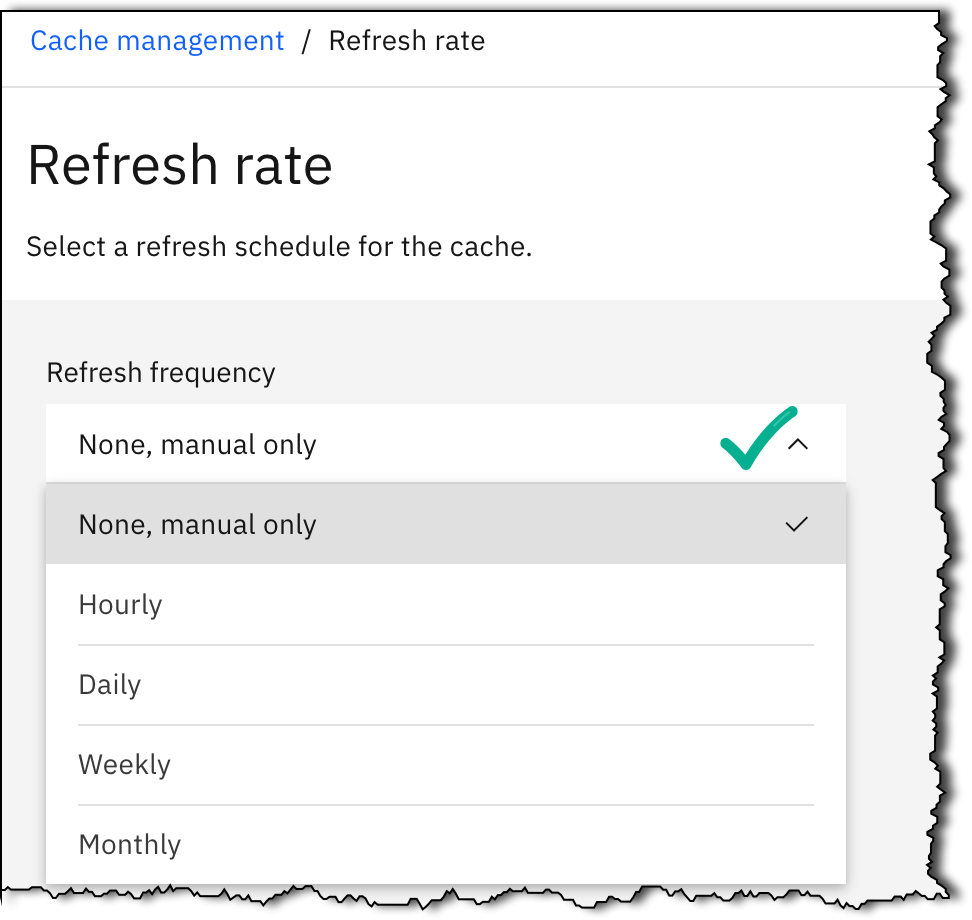 Cache management / Refresh rate
Refresh rate
Select a refresh schedule for the cache.
Refresh frequency
None, manual only
None, manual only
Hourly
Daily
Weekly
Monthly